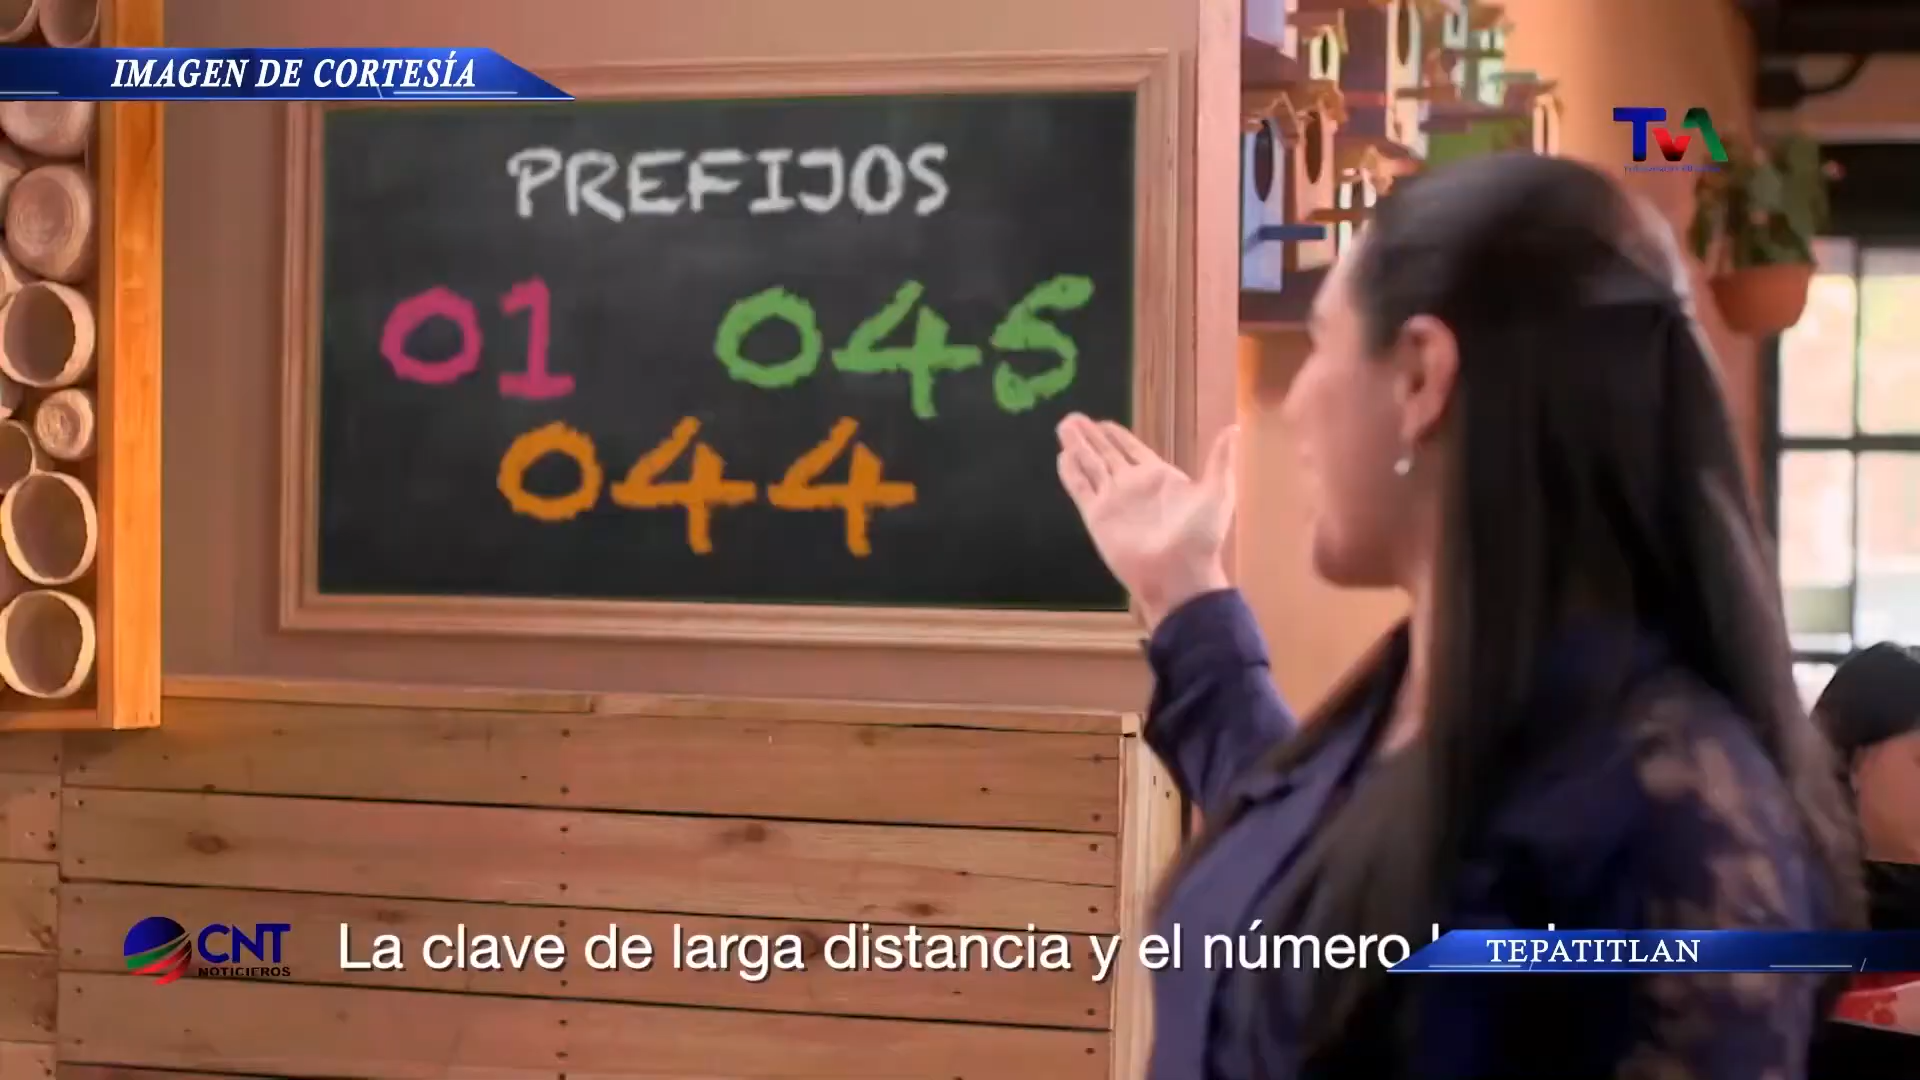 IMAGEN DE CORTESÍA
TVA
PREFIJOS
01 045
044
CNT
NOTICIEROS
La clave de larga distancia y el número
TEPATITLAN